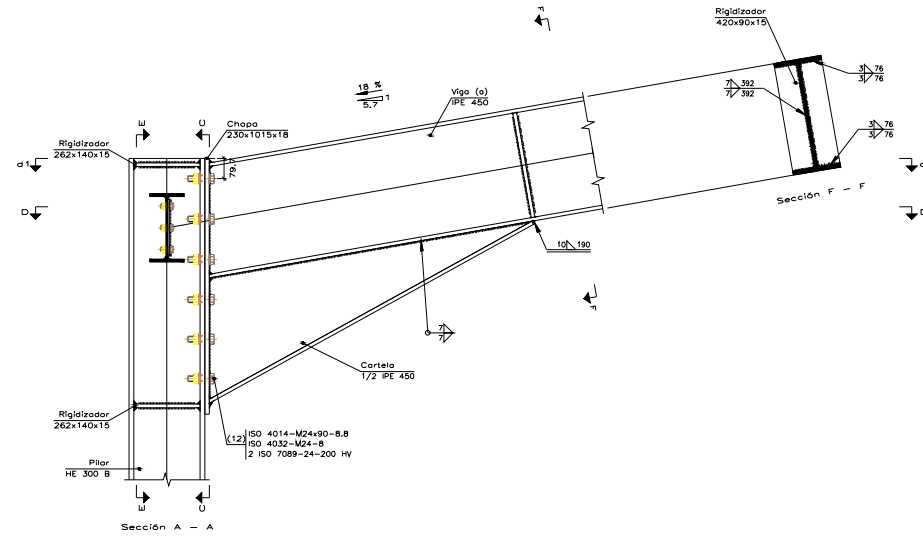 F
Rigidizador
420x90x15
3 76
3 76
7 392
7 392
18 %
5.7
1
Viga (a)
IPE 450
E
C
Chapa
230x1015x18
Rigidizador
262x140x15
d1
79.
3 76
3 76
D
D
Sección F - F
10 190
F
7
7
Cartela
1/2 IPE 450
Rigidizador
262x140x15
(12)
ISO 4014-M24x90-8.8
ISO 4032-M24-8
2 ISO 7089-24-200 HV
Pilar
HE 300 B
E
C
Sección A - A